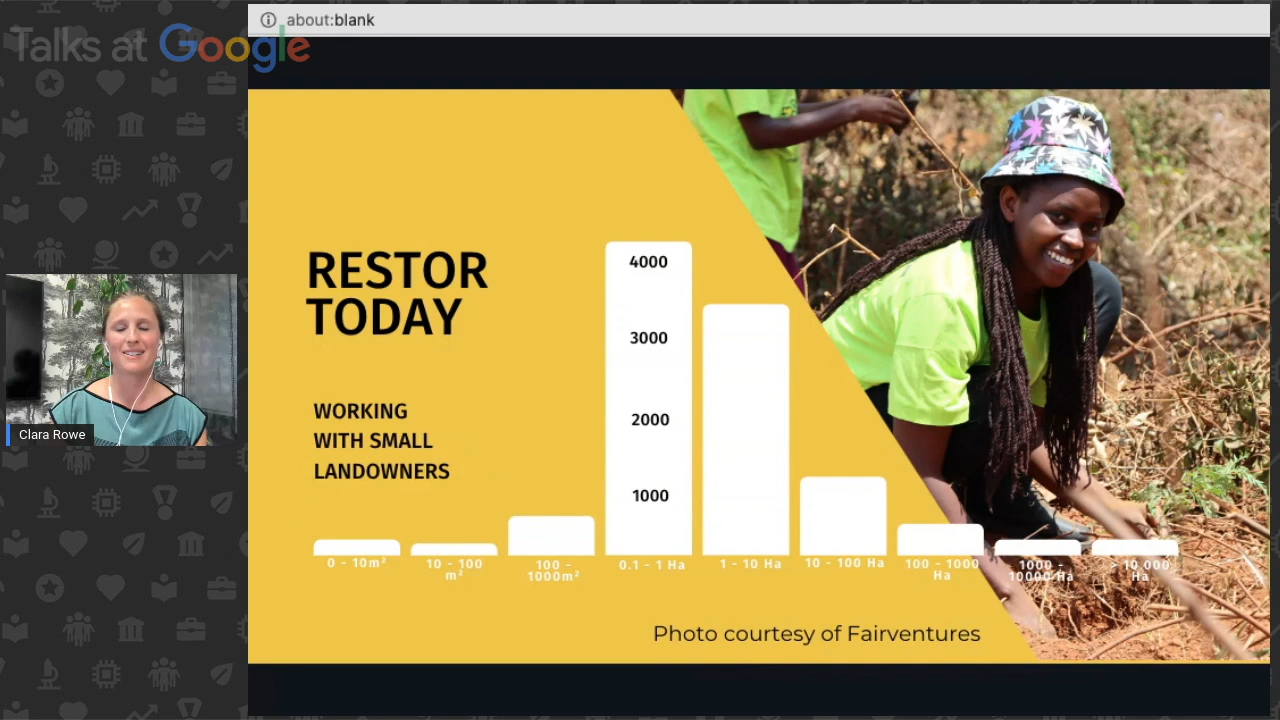 about:blank
Talks at Google
RESTOR
TODAY
WORKING
WITH SMALL
LANDOWNERS
4000
3000
2000
1000
0 - 10m²
10 - 100
m²
100 -
1000m²
0.1 - 1 Ha
1 - 10 Ha
10 - 100 Ha
100 - 1000
Ha
1000 -
10000 Ha
> 10 000
Ha
Photo courtesy of Fairventures
Clara Rowe